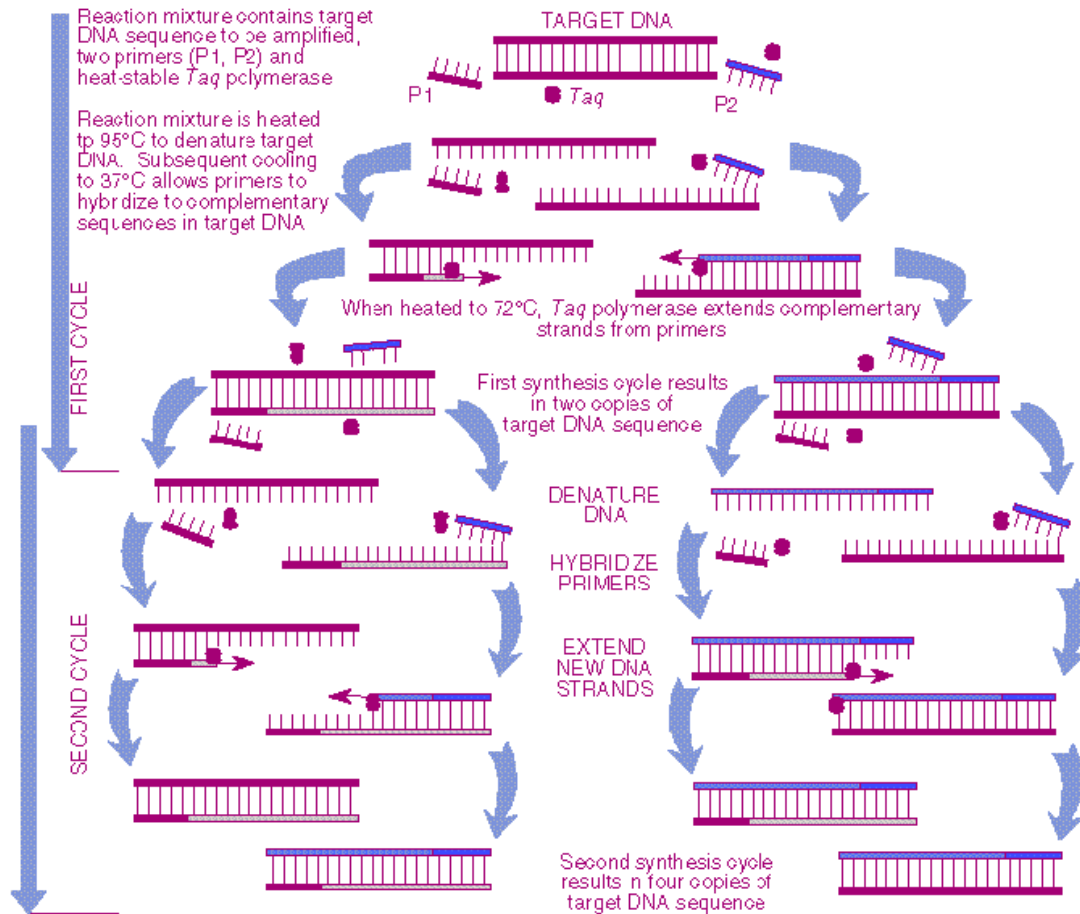 Reaction mixture contains target
DNA sequence to be amplified,
two primers (P1, P2) and
heat-stable Taq polymerase
TARGET DNA
P1
Taq
P2
Reaction mixture is heated
tp 95°C to denature target
DNA. Subsequent cooling
to 37°C allows primers to
hybridize to complementary
sequences in target DNA
When heated to 72°C, Taq polymerase extends complementary
strands from primers
FIRST CYCLE
First synthesis cycle results
in two copies of
target DNA sequence
DENATURE
DNA
HYBRIDIZE
PRIMERS
SECOND CYCLE
EXTEND
NEW DNA
STRANDS
Second synthesis cycle
results in four copies of
target DNA sequence